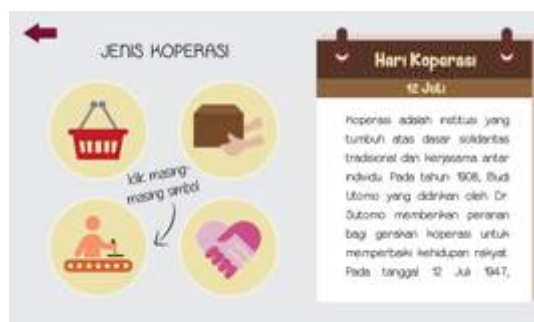 JENIS KOPERASI
klik masing-
masing simbol
Hari Koperasi
12 Juli
Koperasi adalah institusi yang
tumbuh atas dasar solidaritas
tradisional dan kerjasama antar
individu. Pada tahun 1908, Budi
Utomo yang didirikan oleh Dr
Sutomo memberikan peranan
bagi gerakan koperasi untuk
memperbaiki kehidupan rakyat.
Pada tanggal 12 Juli 1947,